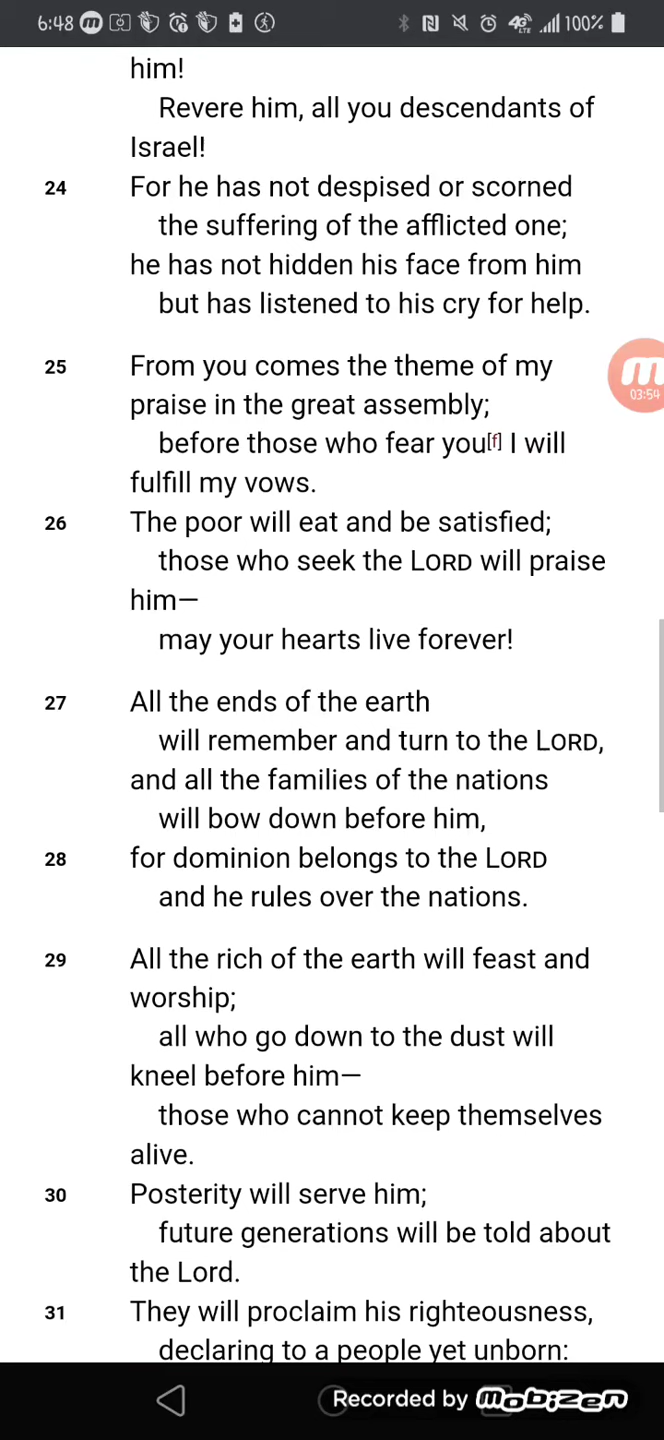 6:48 4G LTE 100%
him!
Revere him, all you descendants of
Israel!
24 For he has not despised or scorned
the suffering of the afflicted one;
he has not hidden his face from him
but has listened to his cry for help.
25 From you comes the theme of my
praise in the great assembly;
before those who fear you[f] I will
fulfill my vows.
26 The poor will eat and be satisfied;
those who seek the LORD will praise
him—
may your hearts live forever!
27 All the ends of the earth
will remember and turn to the LORD,
and all the families of the nations
will bow down before him,
28 for dominion belongs to the LORD
and he rules over the nations.
29 All the rich of the earth will feast and
worship;
all who go down to the dust will
kneel before him—
those who cannot keep themselves
alive.
30 Posterity will serve him;
future generations will be told about
the Lord.
31 They will proclaim his righteousness,
declaring to a people yet unborn:
m
03:54
Recorded by mobizen